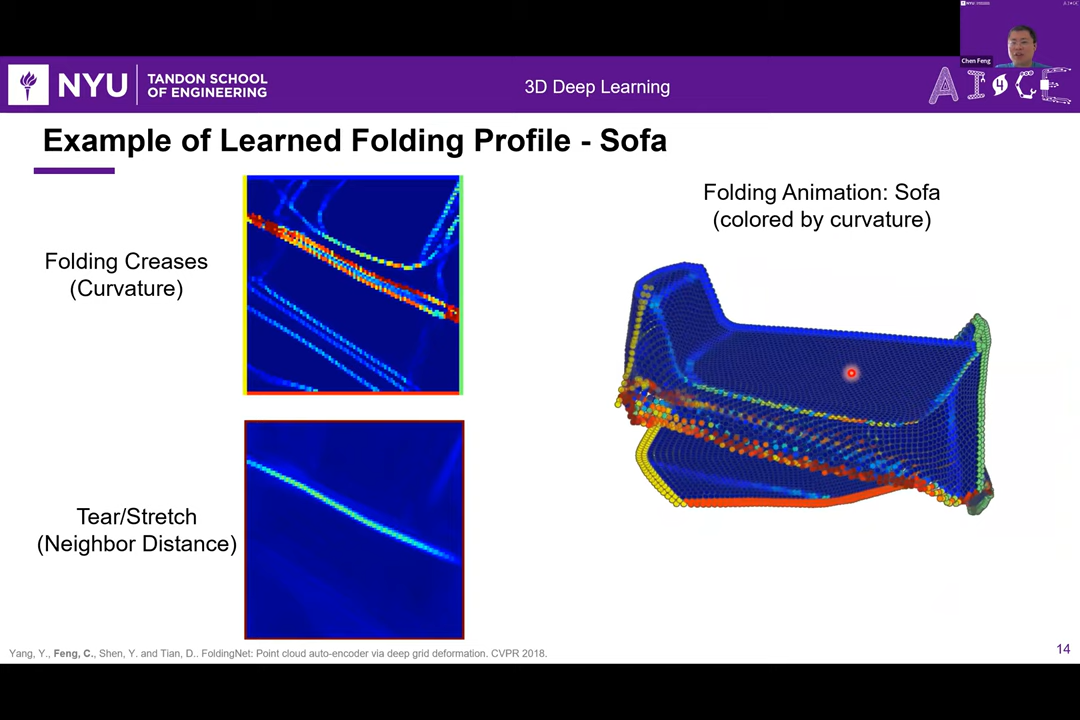 Chen Feng
NYU
TANDON SCHOOL
OF ENGINEERING
3D Deep Learning
AI4CE
Example of Learned Folding Profile - Sofa
Folding Creases
(Curvature)
Folding Animation: Sofa
(colored by curvature)
Tear/Stretch
(Neighbor Distance)
Yang, Y., Feng, C., Shen, Y. and Tian, D.. FoldingNet: Point cloud auto-encoder via deep grid deformation. CVPR 2018.
14